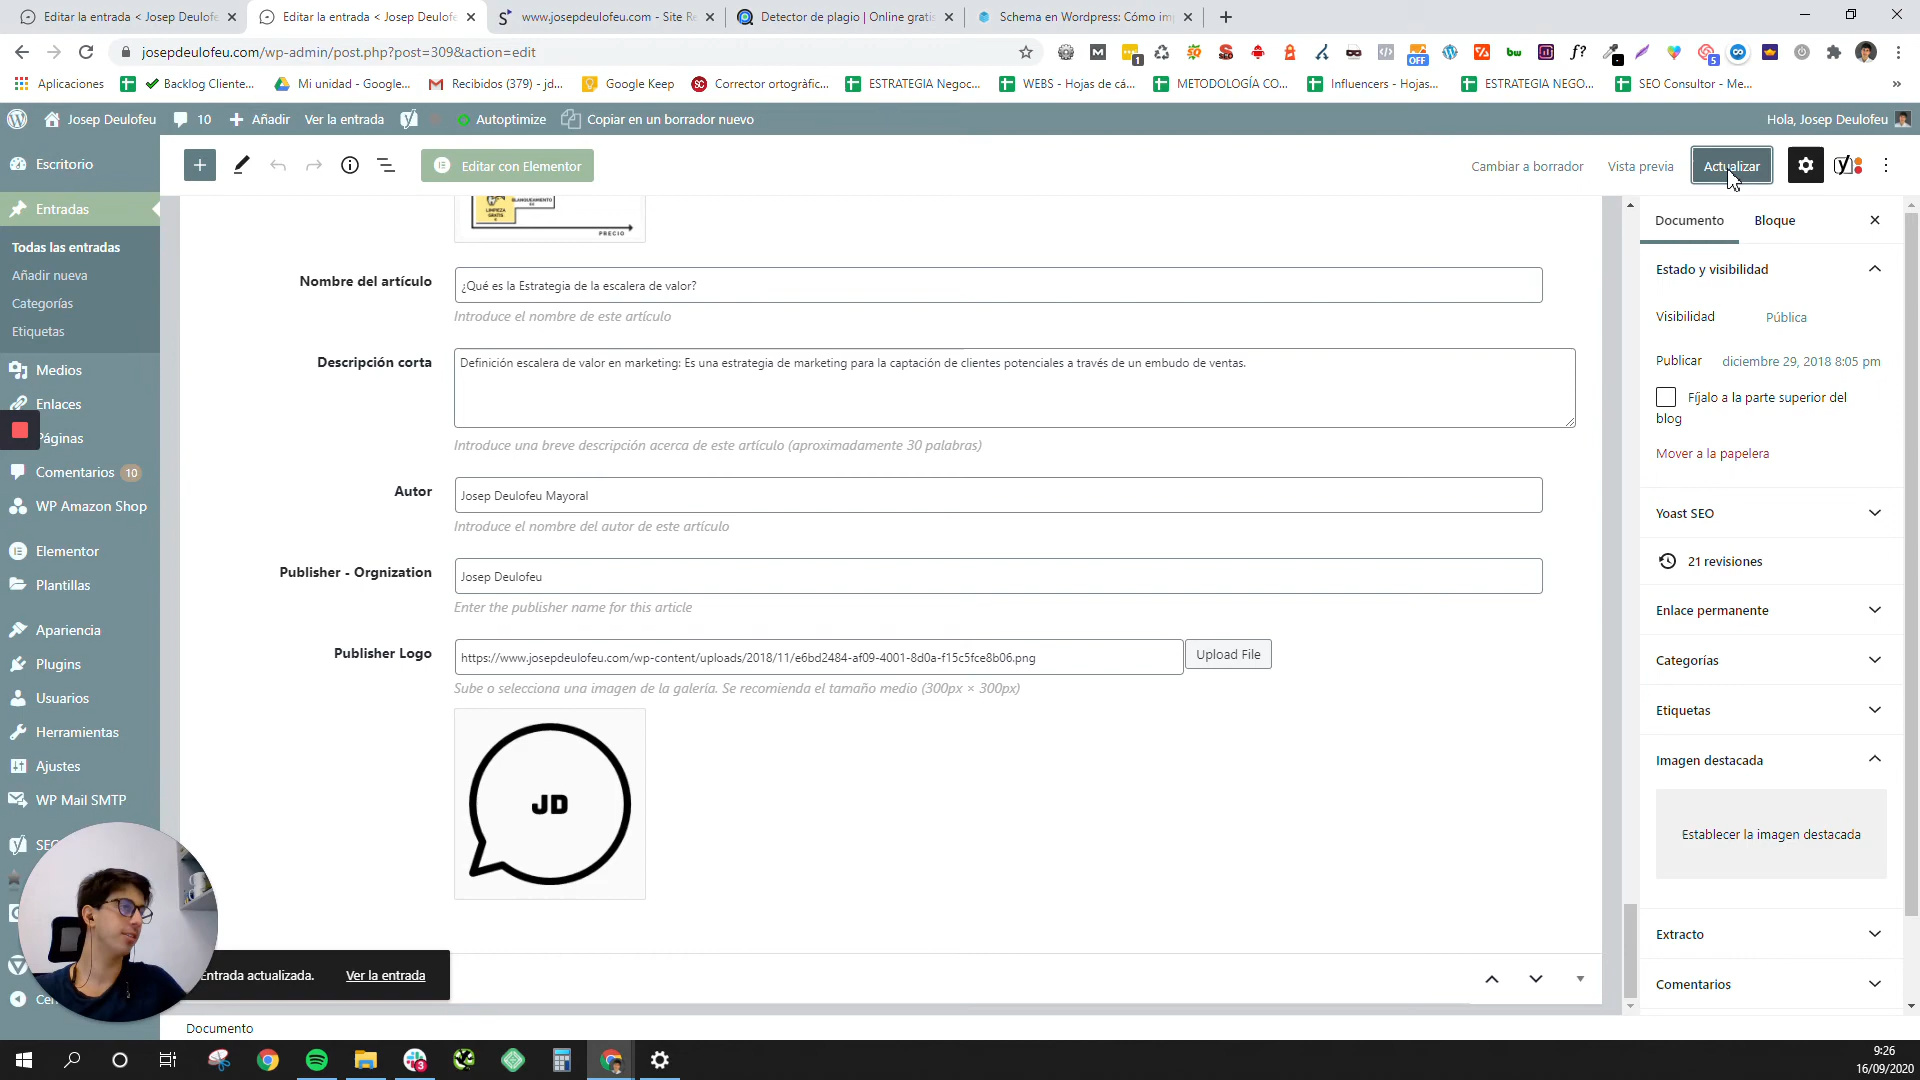 Editar la entrada < Josep Deulofe
Editar la entrada < Josep Deulofe
www.josepdeulofeu.com - Site Re
Detector de plagio | Online gratis
Schema en Wordpress: Cómo im
josepdeulofeu.com/wp-admin/post.php?post=309&action=edit
1
OFF
5
Aplicaciones
Backlog Cliente...
Mi unidad - Google...
Recibidos (379) - jd...
Google Keep
Corrector ortogràfic...
ESTRATEGIA Negoc...
WEBS - Hojas de cá...
METODOLOGÍA CO...
Influencers - Hojas...
ESTRATEGIA NEGO...
SEO Consultor - Me...
»
Josep Deulofeu
10
Añadir
Ver la entrada
Autoptimize
Copiar en un borrador nuevo
Hola, Josep Deulofeu
Escritorio
Entradas
Todas las entradas
Añadir nueva
Categorías
Etiquetas
Medios
Enlaces
Páginas
Comentarios 10
WP Amazon Shop
Elementor
Plantillas
Apariencia
Plugins
Usuarios
Herramientas
Ajustes
WP Mail SMTP
Editar con Elementor
Cambiar a borrador
Vista previa
Actualizar
BLANQUEAMIENTO
LIMPIEZA
GRATIS
PRECIO
Nombre del artículo
¿Qué es la Estrategia de la escalera de valor?
Introduce el nombre de este artículo
Descripción corta
Definición escalera de valor en marketing: Es una estrategia de marketing para la captación de clientes potenciales a través de un embudo de ventas.
Introduce una breve descripción acerca de este artículo (aproximadamente 30 palabras)
Autor
Josep Deulofeu Mayoral
Introduce el nombre del autor de este artículo
Publisher - Orgnization
Josep Deulofeu
Enter the publisher name for this article
Publisher Logo
https://www.josepdeulofeu.com/wp-content/uploads/2018/11/e6bd2484-af09-4001-8d0a-f15c5fce8b06.png
Upload File
Sube o selecciona una imagen de la galería. Se recomienda el tamaño medio (300px × 300px)
JD
Entrada actualizada.
Ver la entrada
Documento
Documento
Bloque
Estado y visibilidad
Visibilidad
Pública
Publicar
diciembre 29, 2018 8:05 pm
Fíjalo a la parte superior del
blog
Mover a la papelera
Yoast SEO
21 revisiones
Enlace permanente
Categorías
Etiquetas
Imagen destacada
Establecer la imagen destacada
Extracto
Comentarios
3
9:26
16/09/2020